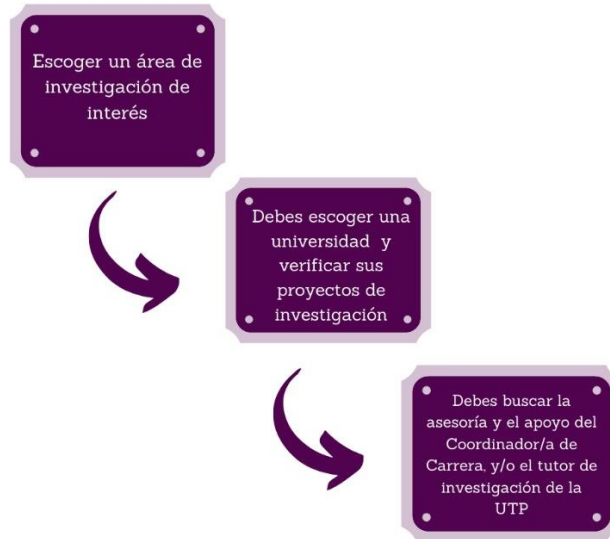 Escoger un área de
investigación de
interés
Debes escoger una
universidad y
verificar sus
proyectos de
investigación
Debes buscar la
asesoría y el apoyo del
Coordinador/a de
Carrera, y/o el tutor de
investigación de la
UTP